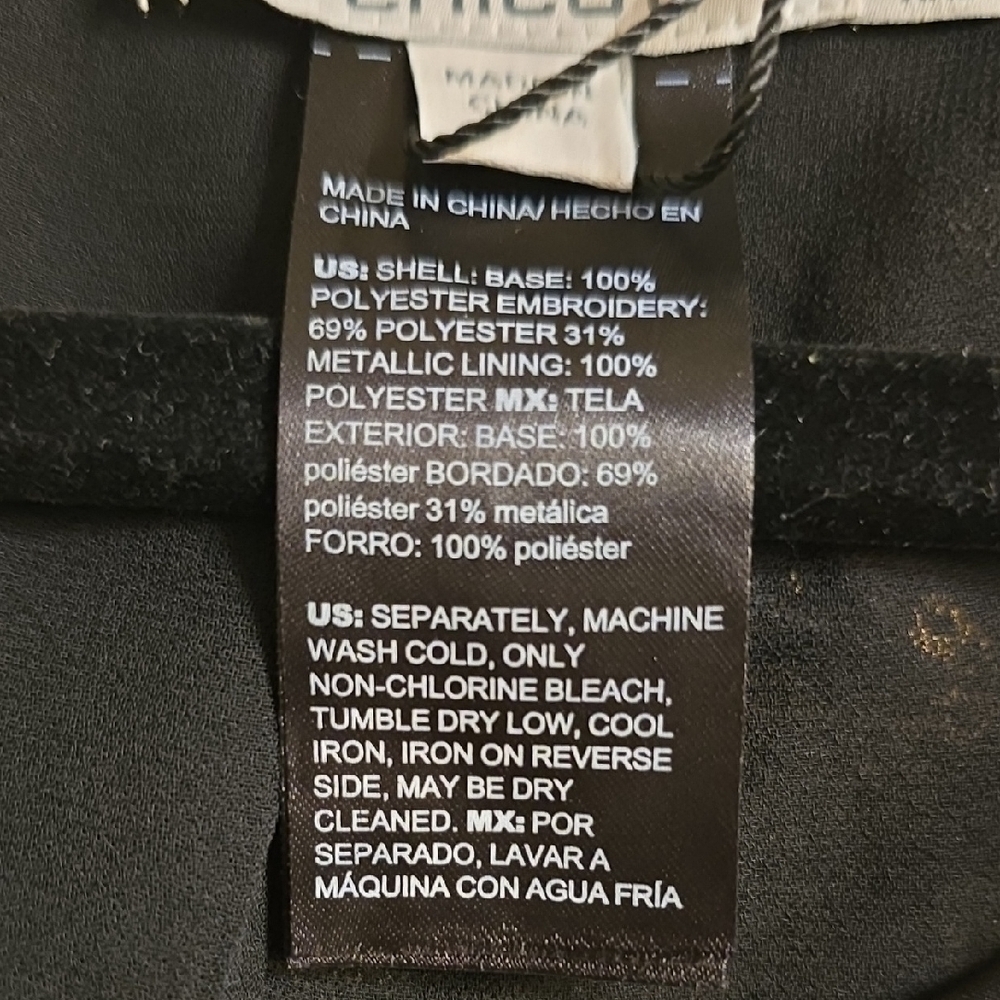 MADE IN
CHINA
MADE IN CHINA/ HECHO EN
CHINA
US: SHELL: BASE: 100%
POLYESTER EMBROIDERY:
69% POLYESTER 31%
METALLIC LINING: 100%
POLYESTER MX: TELA
EXTERIOR: BASE: 100%
poliéster BORDADO: 69%
poliéster 31% metálica
FORRO: 100% poliéster
US: SEPARATELY, MACHINE
WASH COLD, ONLY
NON-CHLORINE BLEACH,
TUMBLE DRY LOW, COOL
IRON, IRON ON REVERSE
SIDE, MAY BE DRY
CLEANED. MX: POR
SEPARADO, LAVAR A
MÁQUINA CON AGUA FRÍA